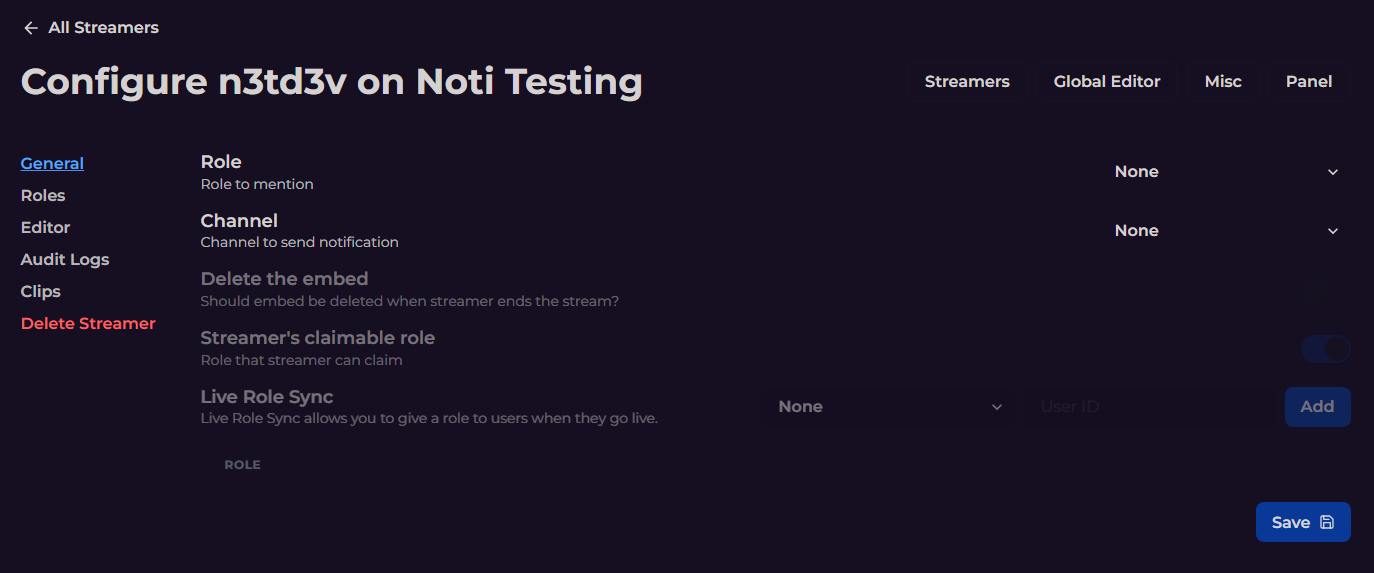 All Streamers
Configure n3td3v on Noti Testing
Streamers
Global Editor
Misc
Panel
General
Roles
Editor
Audit Logs
Clips
Delete Streamer
Role
Role to mention
None
Channel
Channel to send notification
None
Delete the embed
Should embed be deleted when streamer ends the stream?
Streamer's claimable role
Role that streamer can claim
Live Role Sync
Live Role Sync allows you to give a role to users when they go live.
None
User ID
Add
ROLE
Save